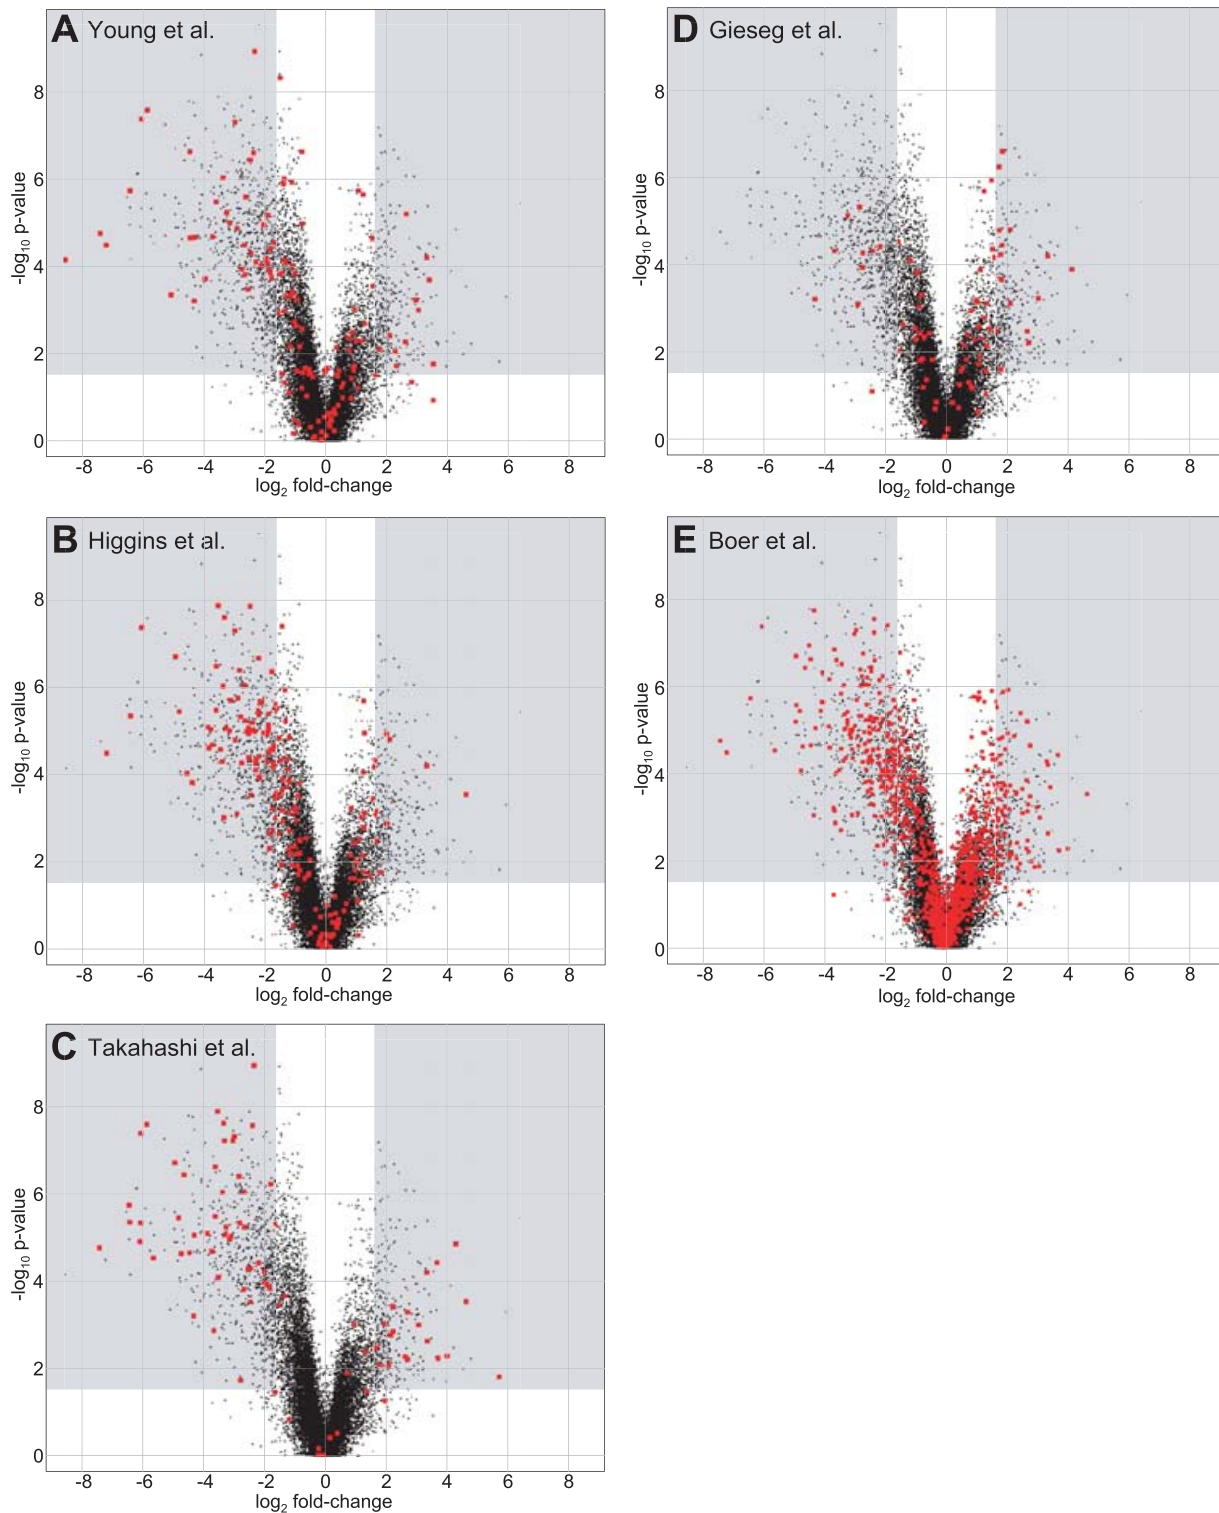 A Young et al.
8
6
4
2
0
-log10 p-value
-8 -6 -4 -2 0 2 4 6 8
log2 fold-change
D Gieseg et al.
8
6
4
2
0
-log10 p-value
-8 -6 -4 -2 0 2 4 6 8
log2 fold-change
B Higgins et al.
8
6
4
2
0
-log10 p-value
-8 -6 -4 -2 0 2 4 6 8
log2 fold-change
E Boer et al.
8
6
4
2
0
-log10 p-value
-8 -6 -4 -2 0 2 4 6 8
log2 fold-change
C Takahashi et al.
8
6
4
2
0
-log10 p-value
-8 -6 -4 -2 0 2 4 6 8
log2 fold-change